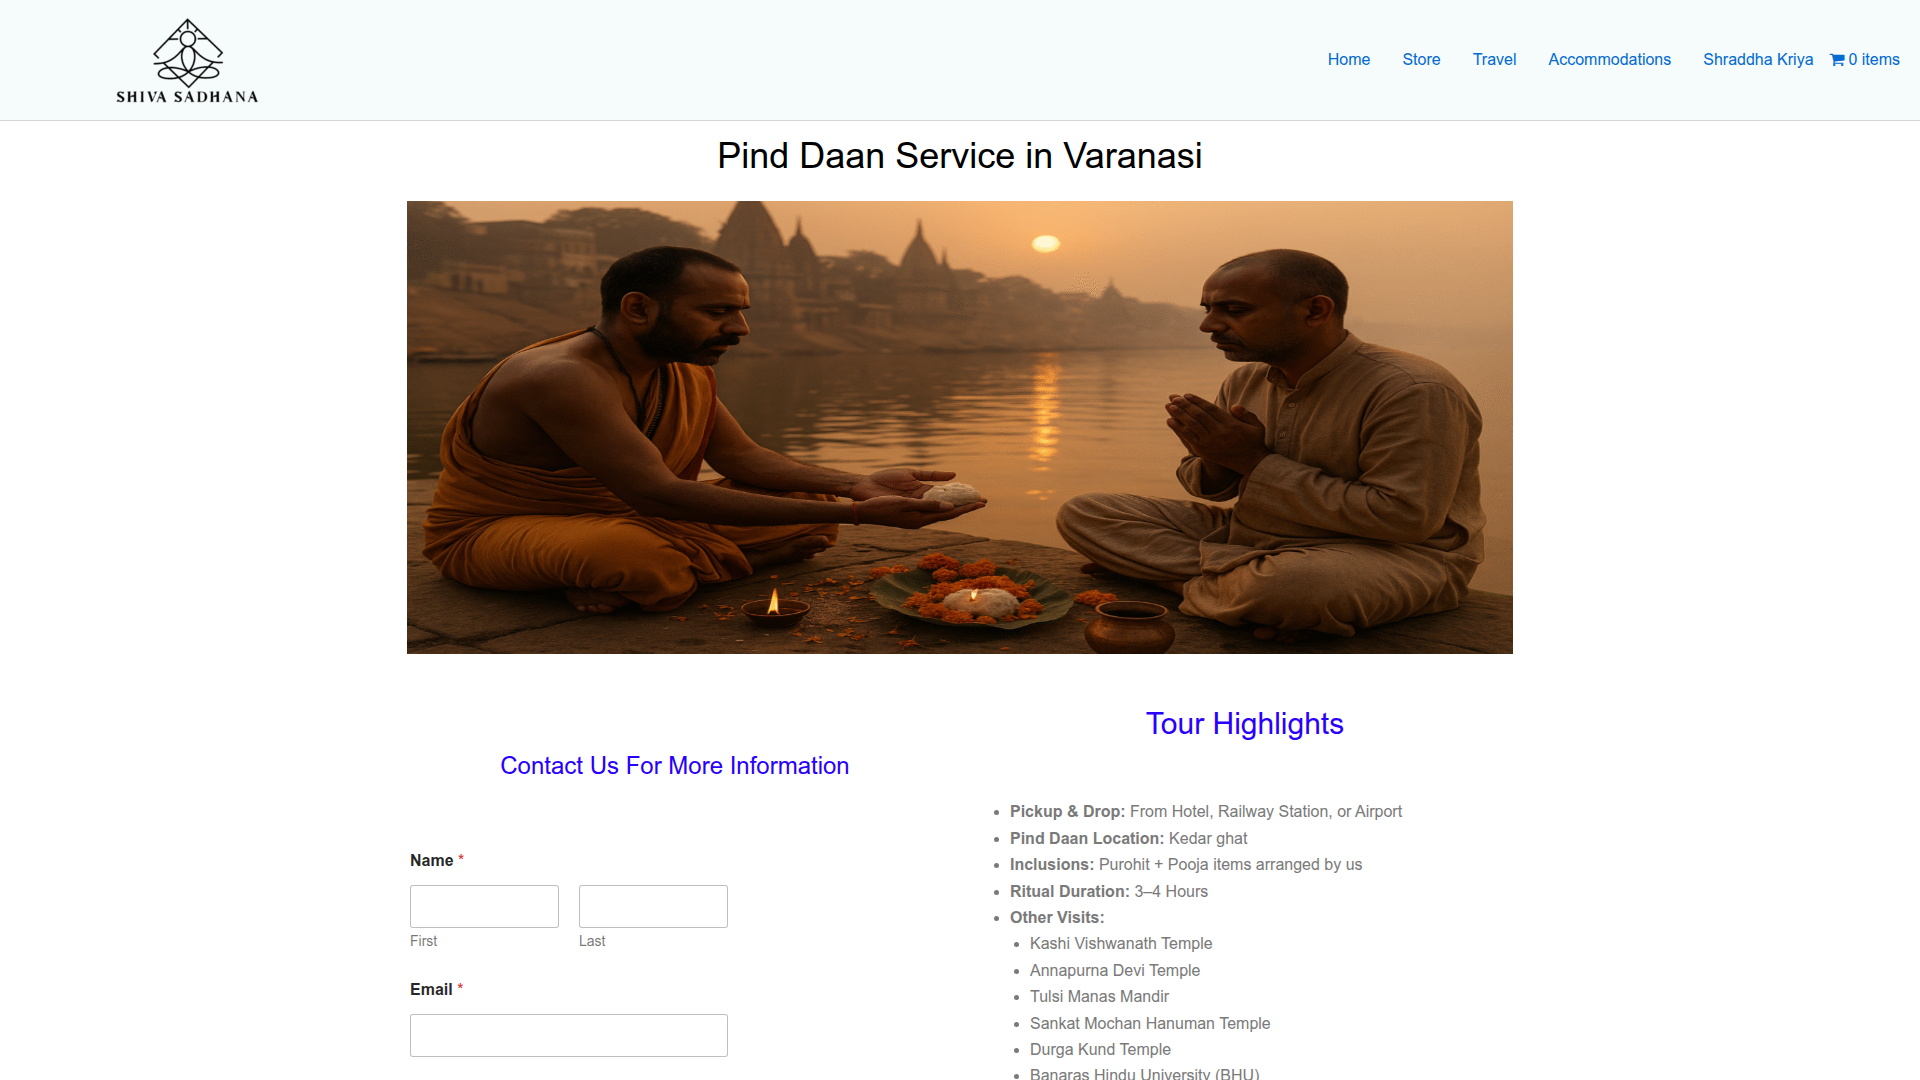 SHIVA SADHANA
Home
Store
Travel
Accommodations
Shraddha Kriya
0 items
Pind Daan Service in Varanasi
Contact Us For More Information
Name *
First
Last
Email *
Tour Highlights
Pickup & Drop: From Hotel, Railway Station, or Airport
Pind Daan Location: Kedar ghat
Inclusions: Purohit + Pooja items arranged by us
Ritual Duration: 3–4 Hours
Other Visits:
Kashi Vishwanath Temple
Annapurna Devi Temple
Tulsi Manas Mandir
Sankat Mochan Hanuman Temple
Durga Kund Temple
Banaras Hindu University (BHU)